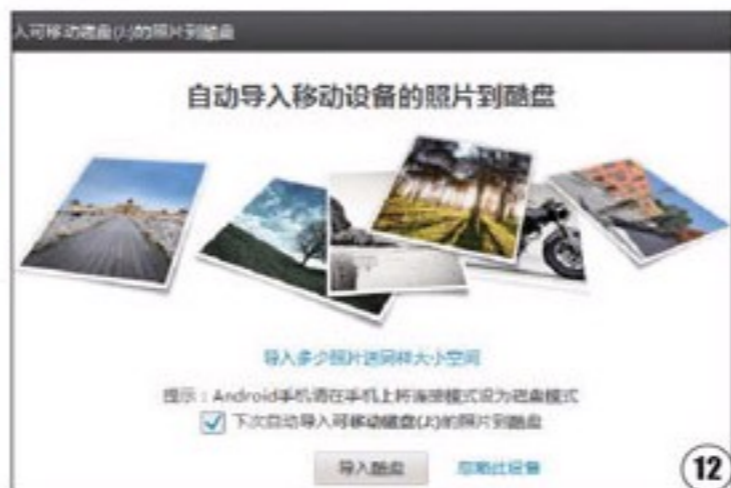 入可移动磁盘(J:)的照片到酷盘
自动导入移动设备的照片到酷盘
导入多少照片送同样大小空间
提示：Android手机请在手机上将连接模式设为磁盘模式
下次自动导入可移动磁盘(J:)的照片到酷盘
导入酷盘 忽略此设备
12